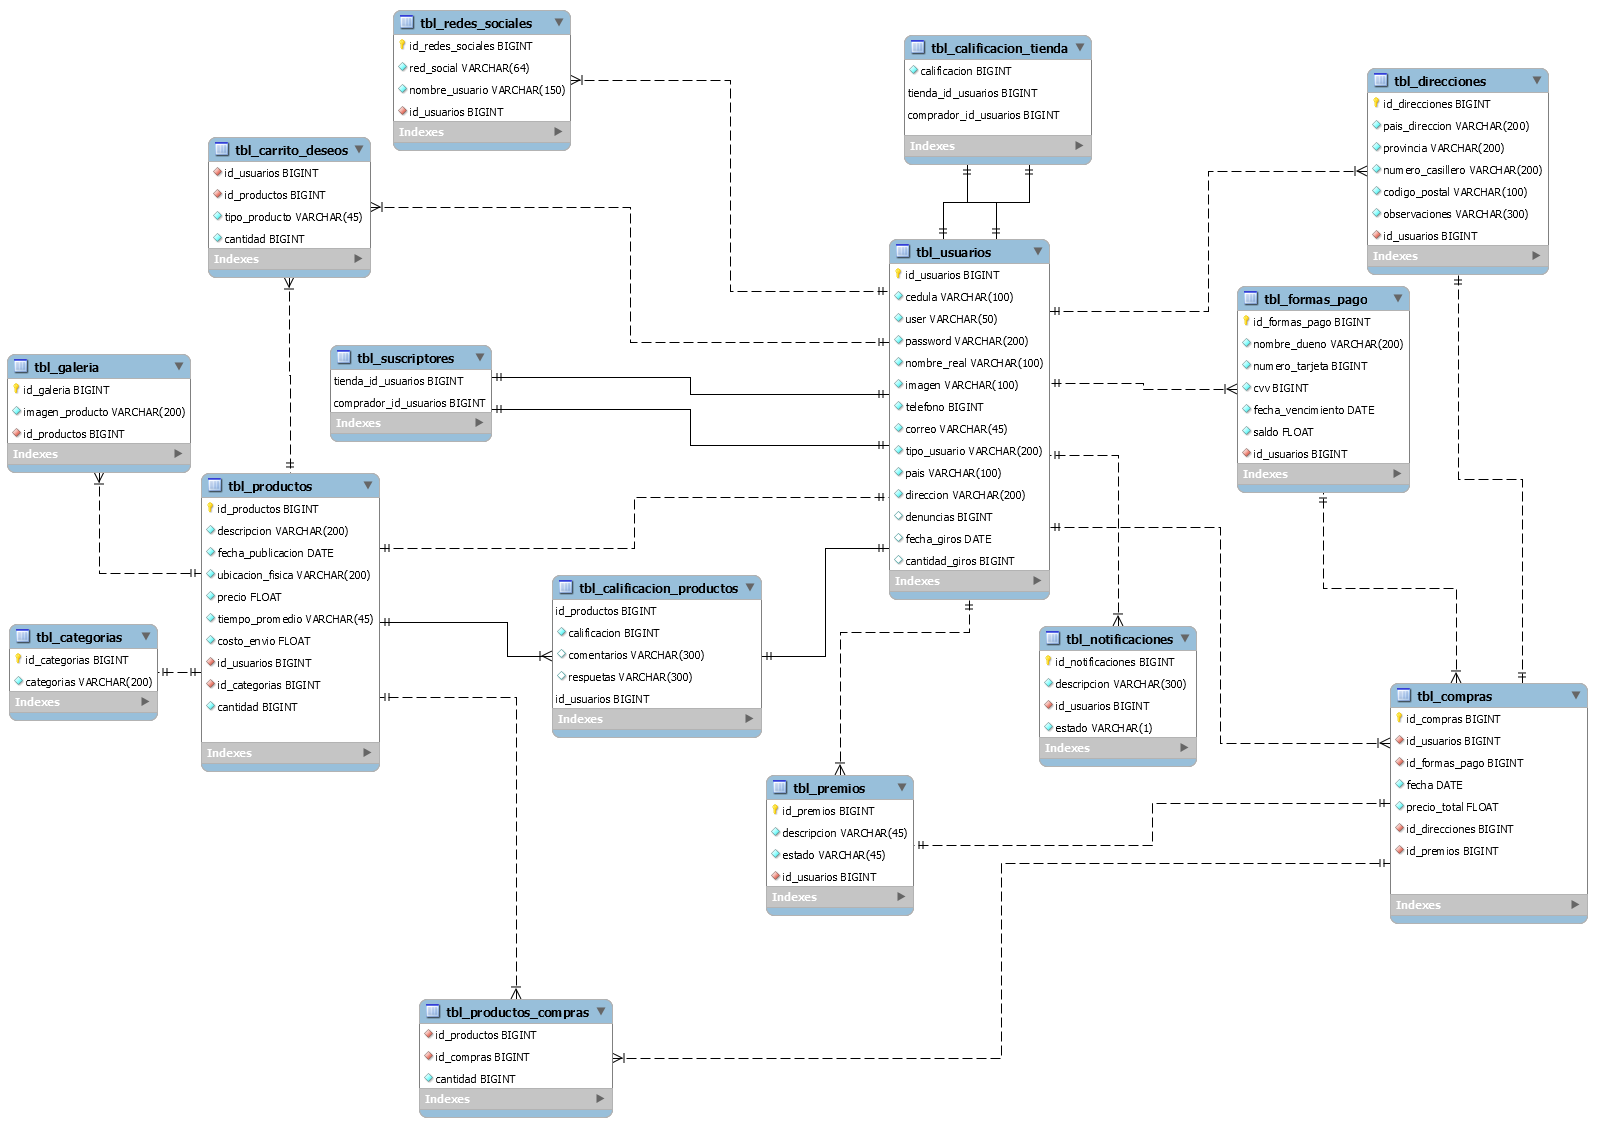 tbl_redes_sociales
id_redes_sociales BIGINT
red_social VARCHAR(64)
nombre_usuario VARCHAR(150)
id_usuarios BIGINT
Indexes
tbl_calificacion_tienda
calificacion BIGINT
tienda_id_usuarios BIGINT
comprador_id_usuarios BIGINT
Indexes
tbl_direcciones
id_direcciones BIGINT
pais_direccion VARCHAR(200)
provincia VARCHAR(200)
numero_casillero VARCHAR(200)
codigo_postal VARCHAR(100)
observaciones VARCHAR(300)
id_usuarios BIGINT
Indexes
tbl_carrito_deseos
id_usuarios BIGINT
id_productos BIGINT
tipo_producto VARCHAR(45)
cantidad BIGINT
Indexes
tbl_usuarios
id_usuarios BIGINT
cedula VARCHAR(100)
user VARCHAR(50)
password VARCHAR(200)
nombre_real VARCHAR(100)
imagen VARCHAR(100)
telefono BIGINT
correo VARCHAR(45)
tipo_usuario VARCHAR(200)
pais VARCHAR(100)
direccion VARCHAR(200)
denuncias BIGINT
fecha_giros DATE
cantidad_giros BIGINT
Indexes
tbl_formas_pago
id_formas_pago BIGINT
nombre_dueno VARCHAR(200)
numero_tarjeta BIGINT
cvv BIGINT
fecha_vencimiento DATE
saldo FLOAT
id_usuarios BIGINT
Indexes
tbl_suscriptores
tienda_id_usuarios BIGINT
comprador_id_usuarios BIGINT
Indexes
tbl_galeria
id_galeria BIGINT
imagen_producto VARCHAR(200)
id_productos BIGINT
Indexes
tbl_productos
id_productos BIGINT
descripcion VARCHAR(200)
fecha_publicacion DATE
ubicacion_fisica VARCHAR(200)
precio FLOAT
tiempo_promedio VARCHAR(45)
costo_envio FLOAT
id_usuarios BIGINT
id_categorias BIGINT
cantidad BIGINT
Indexes
tbl_categorias
id_categorias BIGINT
categorias VARCHAR(200)
Indexes
tbl_calificacion_productos
id_productos BIGINT
calificacion BIGINT
comentarios VARCHAR(300)
respuetas VARCHAR(300)
id_usuarios BIGINT
Indexes
tbl_notificaciones
id_notificaciones BIGINT
descripcion VARCHAR(300)
id_usuarios BIGINT
estado VARCHAR(1)
Indexes
tbl_compras
id_compras BIGINT
id_usuarios BIGINT
id_formas_pago BIGINT
fecha DATE
precio_total FLOAT
id_direcciones BIGINT
id_premios BIGINT
Indexes
tbl_premios
id_premios BIGINT
descripcion VARCHAR(45)
estado VARCHAR(45)
id_usuarios BIGINT
Indexes
tbl_productos_compras
id_productos BIGINT
id_compras BIGINT
cantidad BIGINT
Indexes